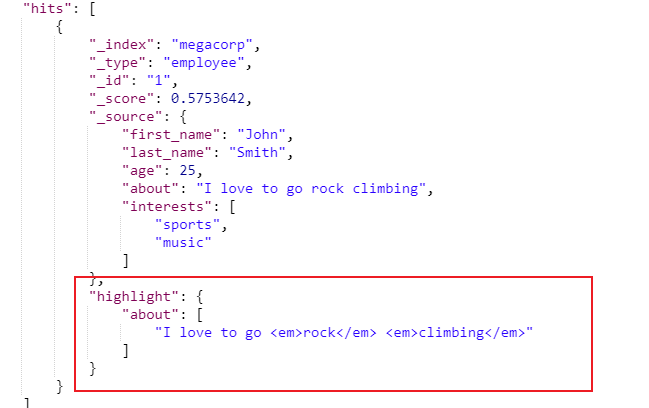 "hits": [
{
"_index": "megacorp",
"_type": "employee",
"_id": "1",
"_score": 0.5753642,
"_source": {
"first_name": "John",
"last_name": "Smith",
"age": 25,
"about": "I love to go rock climbing",
"interests": [
"sports",
"music"
]
},
"highlight": {
"about": [
"I love to go <em>rock</em> <em>climbing</em>"
]
}
}
]